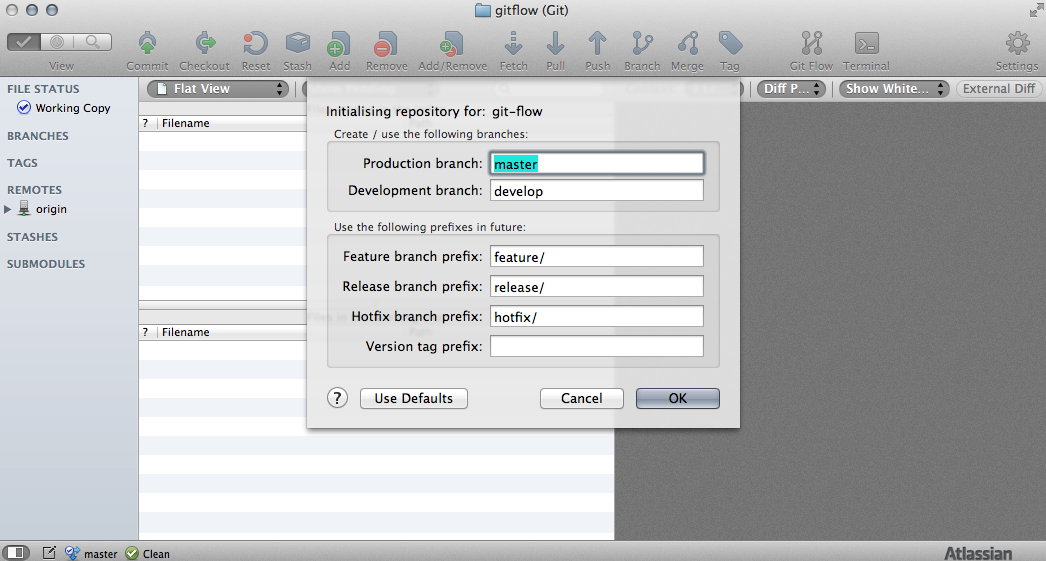 gitflow (Git)
View Commit Checkout Reset Stash Add Remove Add/Remove Fetch Pull Push Branch Merge Tag Git Flow Terminal Settings
FILE STATUS
Working Copy
BRANCHES
TAGS
REMOTES
origin
STASHES
SUBMODULES
Flat View
Diff P... Show White... External Diff
? Filename
? Filename
Initialising repository for: git-flow
Create / use the following branches:
Production branch: master
Development branch: develop
Use the following prefixes in future:
Feature branch prefix: feature/
Release branch prefix: release/
Hotfix branch prefix: hotfix/
Version tag prefix:
? Use Defaults Cancel OK
master Clean
Atlassian